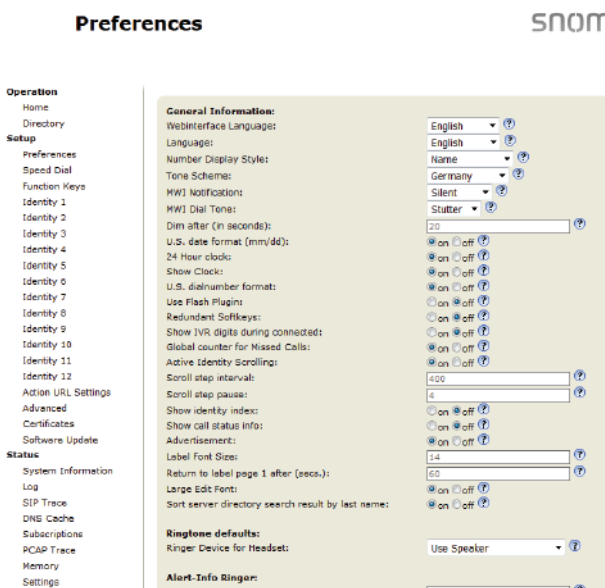 Preferences
snom
Operation
Home
Directory
Setup
Preferences
Speed Dial
Function Keys
Identity 1
Identity 2
Identity 3
Identity 4
Identity 5
Identity 6
Identity 7
Identity 8
Identity 9
Identity 10
Identity 11
Identity 12
Action URL Settings
Advanced
Certificates
Software Update
Status
System Information
Log
SIP Trace
DNS Cache
Subscriptions
PCAP Trace
Memory
Settings
General Information:
Webinterface Language: English ?
Language: English ?
Number Display Style: Name ?
Tone Scheme: Germany ?
MWI Notification: Silent ?
MWI Dial Tone: Stutter ?
Dim after (in seconds): 20 ?
U.S. date format (mm/dd): on off ?
24 Hour clock: on off ?
Show Clock: on off ?
U.S. dialnumber format: on off ?
Use Flash Plugin: on off ?
Redundant Softkeys: on off ?
Show IVR digits during connected: on off ?
Global counter for Missed Calls: on off ?
Active Identity Scrolling: on off ?
Scroll step interval: 400 ?
Scroll step pause: 4 ?
Show identity index: on off ?
Show call status info: on off ?
Advertisement: on off ?
Label Font Size: 14 ?
Return to label page 1 after (secs.): 60 ?
Large Edit Font: on off ?
Sort server directory search result by last name: on off ?
Ringtone defaults:
Ringer Device for Headset: Use Speaker ?
Alert-Info Ringer: